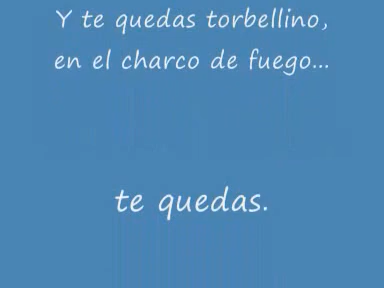 Y te quedas torbellino,
en el charco de fuego...
te quedas.